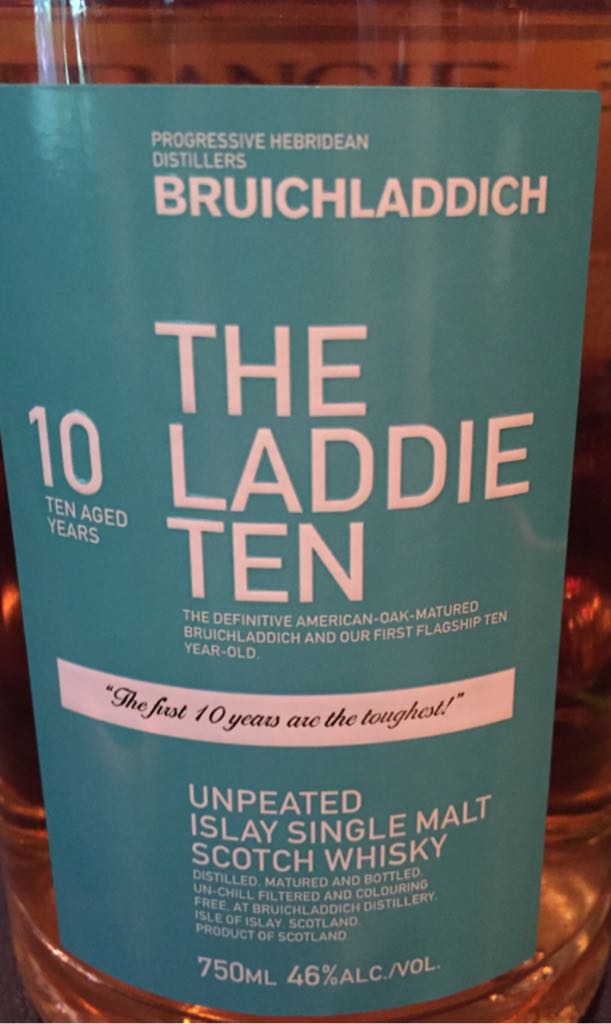 PROGRESSIVE HEBRIDEAN
DISTILLERS
BRUICHLADDICH
THE
LADDIE
TEN
10
TEN AGED
YEARS
THE DEFINITIVE AMERICAN-OAK-MATURED
BRUICHLADDICH AND OUR FIRST FLAGSHIP TEN
YEAR-OLD.
"The first 10 years are the toughest!"
UNPEATED
ISLAY SINGLE MALT
SCOTCH WHISKY
DISTILLED, MATURED AND BOTTLED,
UN-CHILL FILTERED AND COLOURING
FREE, AT BRUICHLADDICH DISTILLERY,
ISLE OF ISLAY, SCOTLAND.
PRODUCT OF SCOTLAND
750ML 46%ALC./VOL.